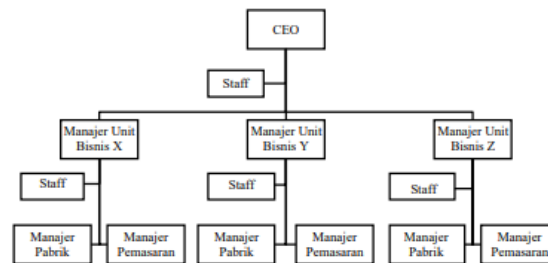 CEO
Staff
Manajer Unit
Bisnis X
Manajer Unit
Bisnis Y
Manajer Unit
Bisnis Z
Staff
Staff
Staff
Manajer
Pabrik
Manajer
Pemasaran
Manajer
Pabrik
Manajer
Pemasaran
Manajer
Pabrik
Manajer
Pemasaran